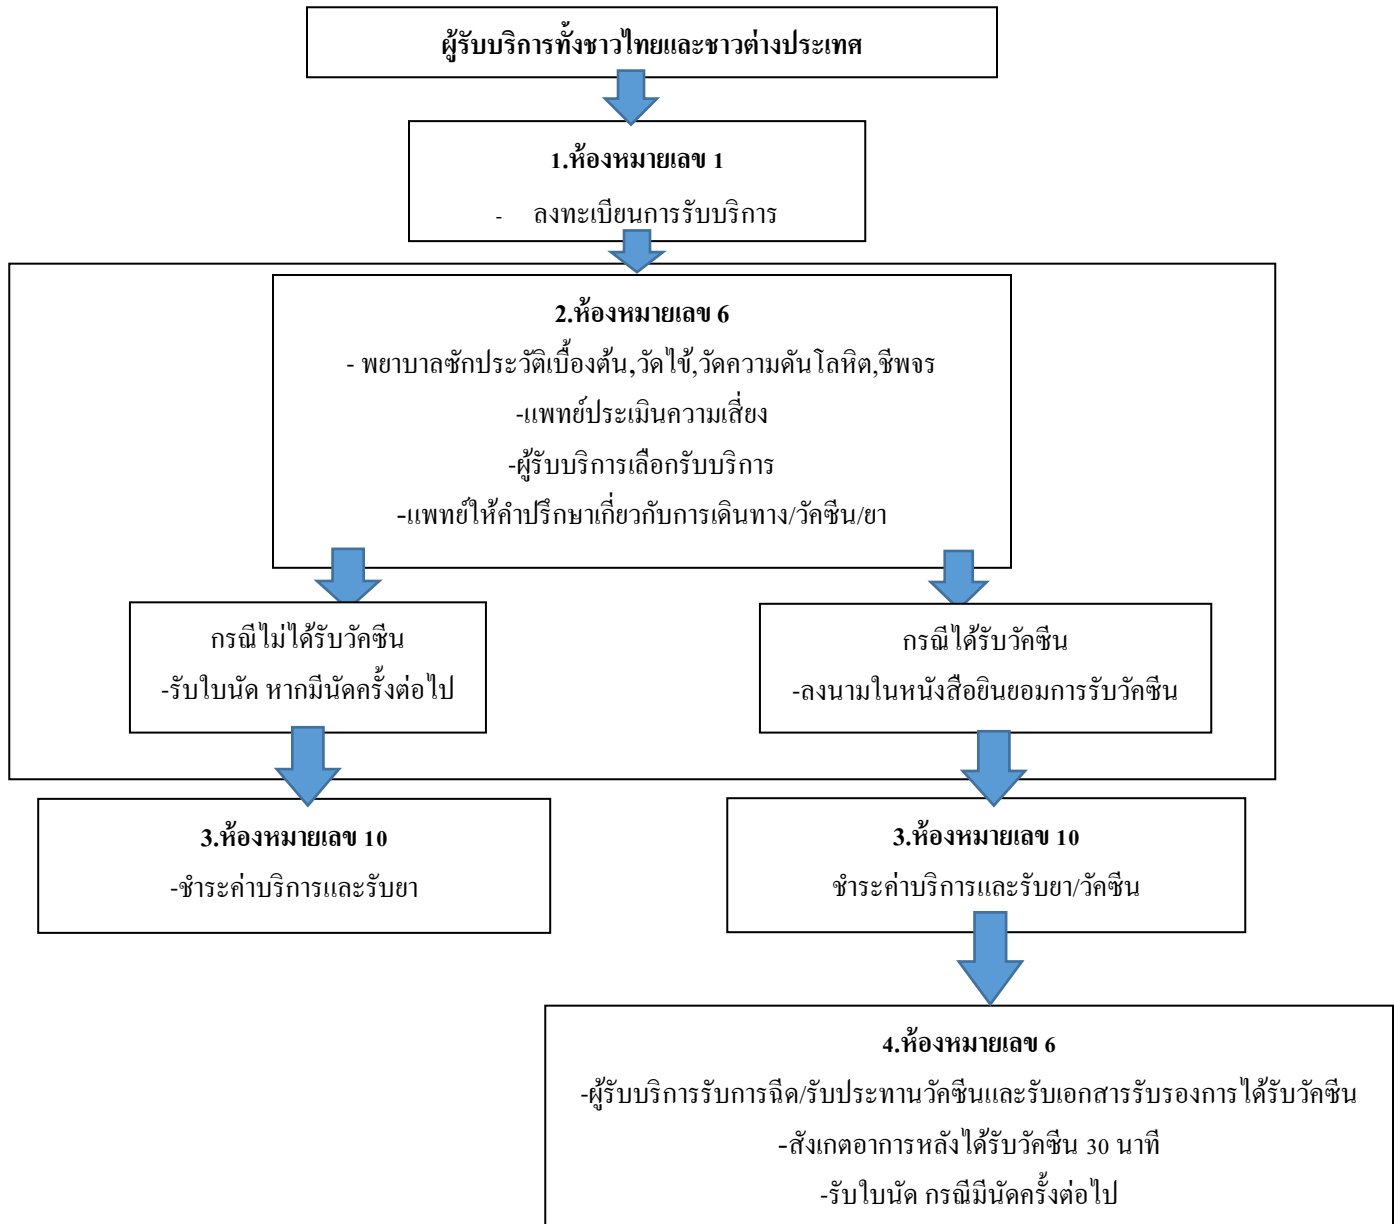 ผู้รับบริการทั้งชาวไทยและชาวต่างประเทศ
1.ห้องหมายเลข 1
- ลงทะเบียนการรับบริการ
2.ห้องหมายเลข 6
- พยาบาลซักประวัติเบื้องต้น,วัดไข้,วัดความดันโลหิต,ชีพจร
-แพทย์ประเมินความเสี่ยง
-ผู้รับบริการเลือกรับบริการ
-แพทย์ให้คำปรึกษาเกี่ยวกับการเดินทาง/วัคซีน/ยา
กรณีไม่ได้รับวัคซีน
-รับใบนัด หากมีนัดครั้งต่อไป
กรณีได้รับวัคซีน
-ลงนามในหนังสือยินยอมการรับวัคซีน
3.ห้องหมายเลข 10
-ชำระค่าบริการและรับยา
3.ห้องหมายเลข 10
ชำระค่าบริการและรับยา/วัคซีน
4.ห้องหมายเลข 6
-ผู้รับบริการรับการฉีด/รับประทานวัคซีนและรับเอกสารรับรองการได้รับวัคซีน
-สังเกตอาการหลังได้รับวัคซีน 30 นาที
-รับใบนัด กรณีมีนัดครั้งต่อไป